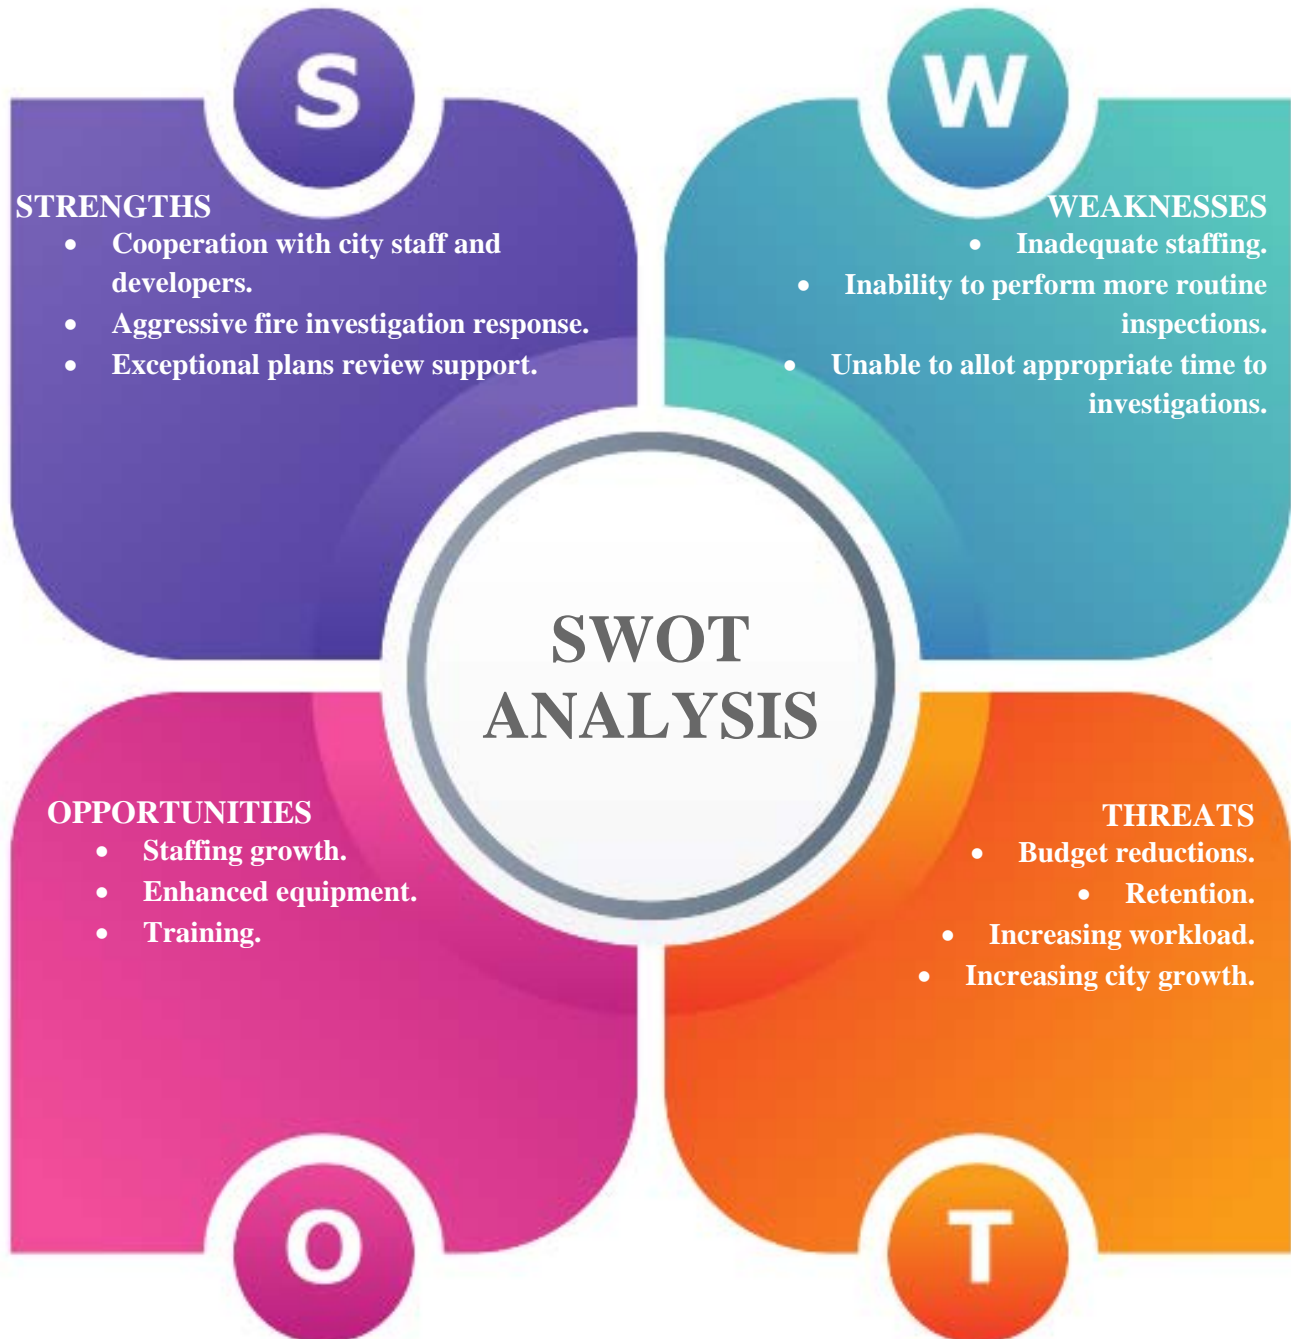 S
STRENGTHS
• Cooperation with city staff and
developers.
• Aggressive fire investigation response.
• Exceptional plans review support.
W
WEAKNESSES
• Inadequate staffing.
• Inability to perform more routine
inspections.
• Unable to allot appropriate time to
investigations.
SWOT
ANALYSIS
OPPORTUNITIES
• Staffing growth.
• Enhanced equipment.
• Training.
O
THREATS
• Budget reductions.
• Retention.
• Increasing workload.
• Increasing city growth.
T